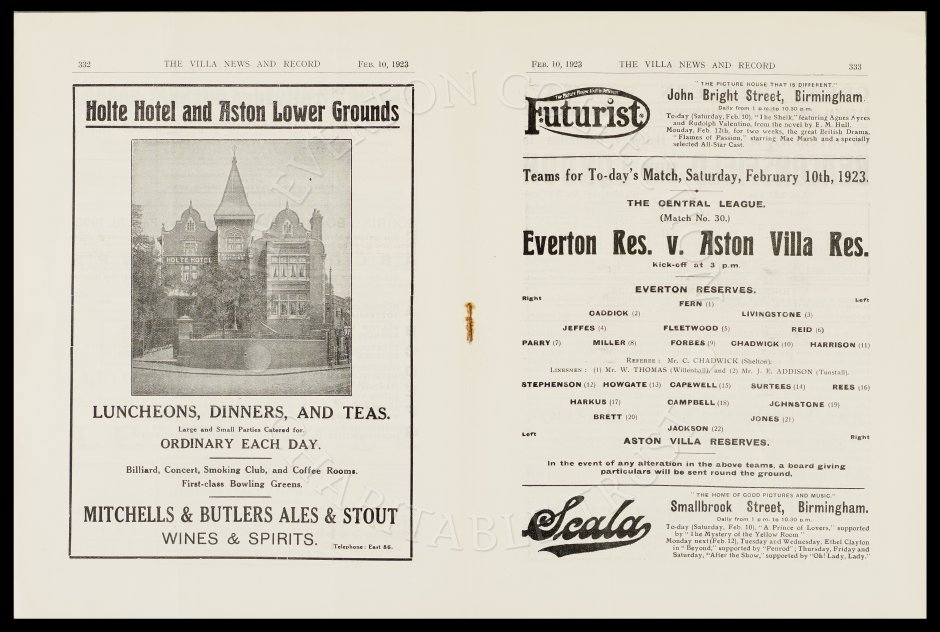 332 THE VILLA NEWS AND RECORD FEB. 10, 1923
Holte Hotel and Aston Lower Grounds
HOLTE HOTEL
LUNCHEONS, DINNERS, AND TEAS.
Large and Small Parties Catered for.
ORDINARY EACH DAY.
Billiard, Concert, Smoking Club, and Coffee Rooms.
First-class Bowling Greens.
MITCHELLS & BUTLERS ALES & STOUT
WINES & SPIRITS.
Telephone: East 86.
FEB. 10, 1923 THE VILLA NEWS AND RECORD 333
The Picture House that is Different
Futurist
"THE PICTURE HOUSE THAT IS DIFFERENT."
John Bright Street, Birmingham
Daily from 1 p.m. to 10.30 p.m.
To-day (Saturday, Feb. 10), "The Sheik," featuring Agnes Ayres
and Rudolph Valentino, from the novel by E. M. Hull.
Monday, Feb. 12th, for two weeks, the great British Drama,
"Flames of Passion," starring Mae Marsh and a specially
selected All-Star Cast.
Teams for To-day's Match, Saturday, February 10th, 1923.
THE CENTRAL LEAGUE.
(Match No. 30.)
Everton Res. v. Aston Villa Res.
Kick-off at 3 p.m.
EVERTON RESERVES.
Right Left
FERN (1)
CADDICK (2) LIVINGSTONE (3)
JEFFES (4) FLEETWOOD (5) REID (6)
PARRY (7) MILLER (8) FORBES (9) CHADWICK (10) HARRISON (11)
REFEREE: Mr. C. CHADWICK (Shelton).
LINESMEN: (1) Mr. W. THOMAS (Willenhall), and (2) Mr. J. E. ADDISON (Tunstall).
STEPHENSON (12) HOWGATE (13) CAPEWELL (15) SURTEES (14) REES (16)
HARKUS (17) CAMPBELL (18) JOHNSTONE (19)
BRETT (20) JONES (21)
JACKSON (22)
Left Right
ASTON VILLA RESERVES.
In the event of any alteration in the above teams, a board giving
particulars will be sent round the ground.
Scala
"THE HOME OF GOOD PICTURES AND MUSIC."
Smallbrook Street, Birmingham.
Daily from 1 p.m. to 10.30 p.m.
To-day (Saturday, Feb. 10), "A Prince of Lovers," supported
by "The Mystery of the Yellow Room"
Monday next (Feb. 12), Tuesday and Wednesday, Ethel Clayton
in "Beyond," supported by "Penrod"; Thursday, Friday and
Saturday, "After the Show," supported by "Oh! Lady, Lady."